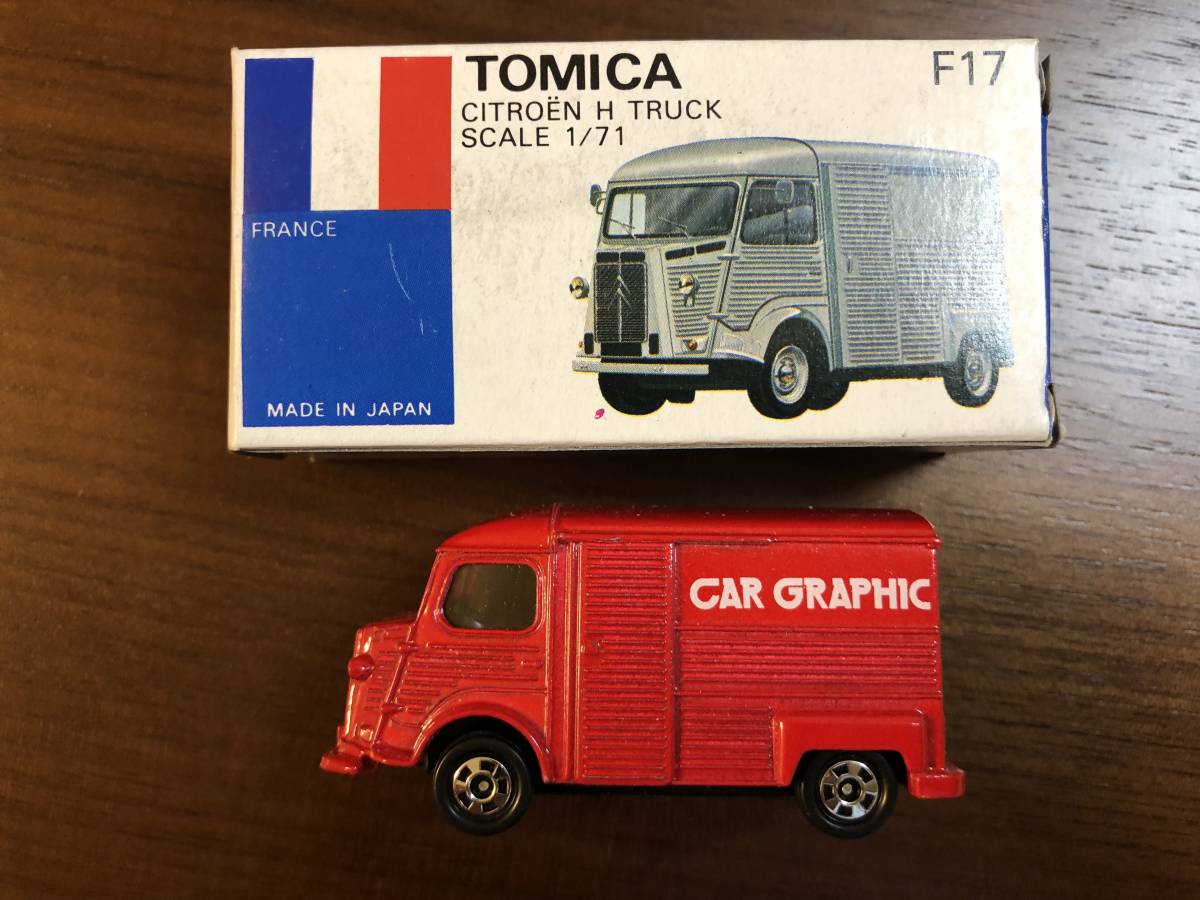 TOMICA
F17
CITROËN H TRUCK
SCALE 1/71
FRANCE
MADE IN JAPAN
CAR GRAPHIC